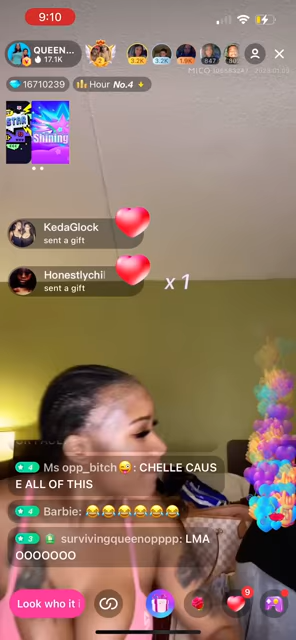 9:10
QUEEN...
17.1K
3.2K
3.2K
1.9K
847
16710239
Hour No.4
STAR
Shining
KedaGlock
sent a gift
Honestlychil
sent a gift
x 1
Ms opp_bitch😜: CHELLE CAUS
E ALL OF THIS
4
Barbie: 😂😂😂😂😂😂
4
3
survivingqueenopppp: LMA
OOOOOOO
Look who it i
9